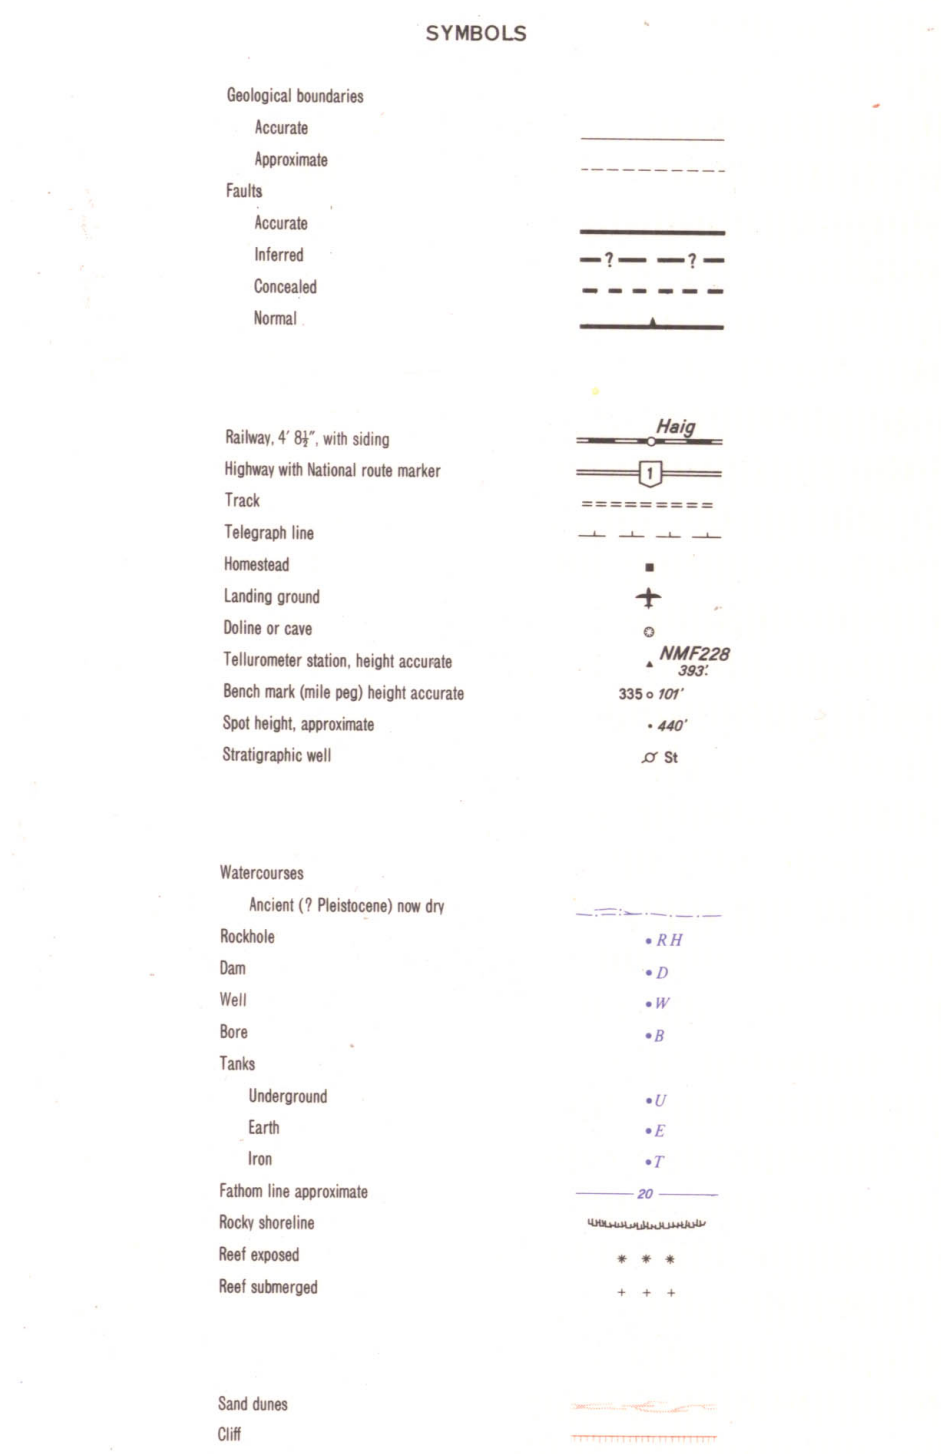 SYMBOLS
Geological boundaries
Accurate
Approximate
Faults
Accurate
Inferred ? ?
Concealed
Normal
Railway, 4′ 8½″, with siding Haig
Highway with National route marker 1
Track
Telegraph line
Homestead
Landing ground
Doline or cave
Tellurometer station, height accurate NMF228
393′.
Bench mark (mile peg) height accurate 335 101′
Spot height, approximate 440′
Stratigraphic well St
Watercourses
Ancient (? Pleistocene) now dry
Rockhole RH
Dam D
Well W
Bore B
Tanks
Underground U
Earth E
Iron T
Fathom line approximate 20
Rocky shoreline
Reef exposed
Reef submerged
Sand dunes
Cliff